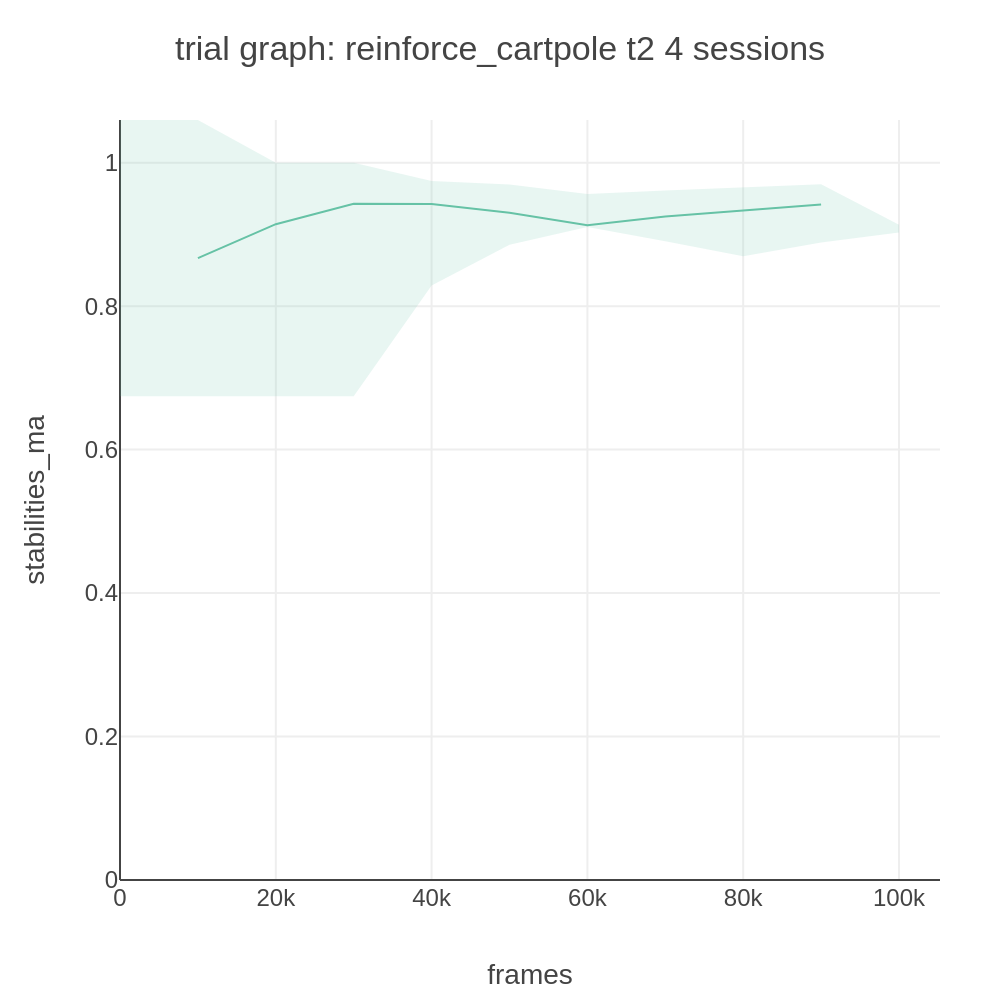 trial graph: reinforce_cartpole t2 4 sessions
1
0.8
0.6
0.4
0.2
0
stabilities_ma
0 20k 40k 60k 80k 100k
frames